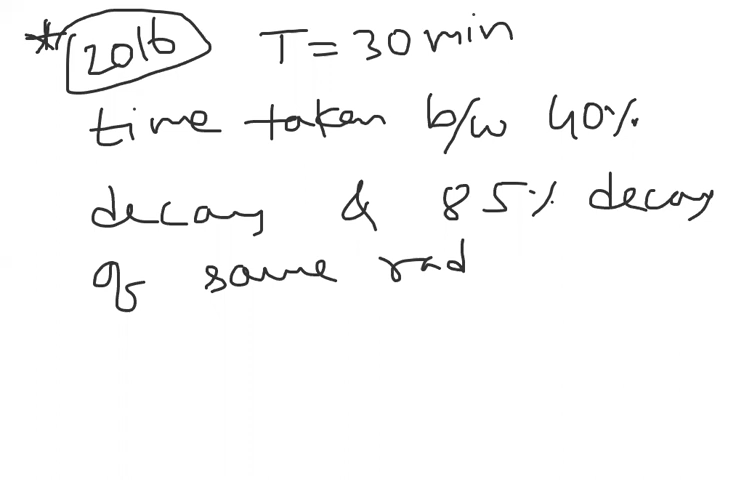 * 2016 T = 30 min
time taken b/w 40%
decay & 85% decay
of same rad